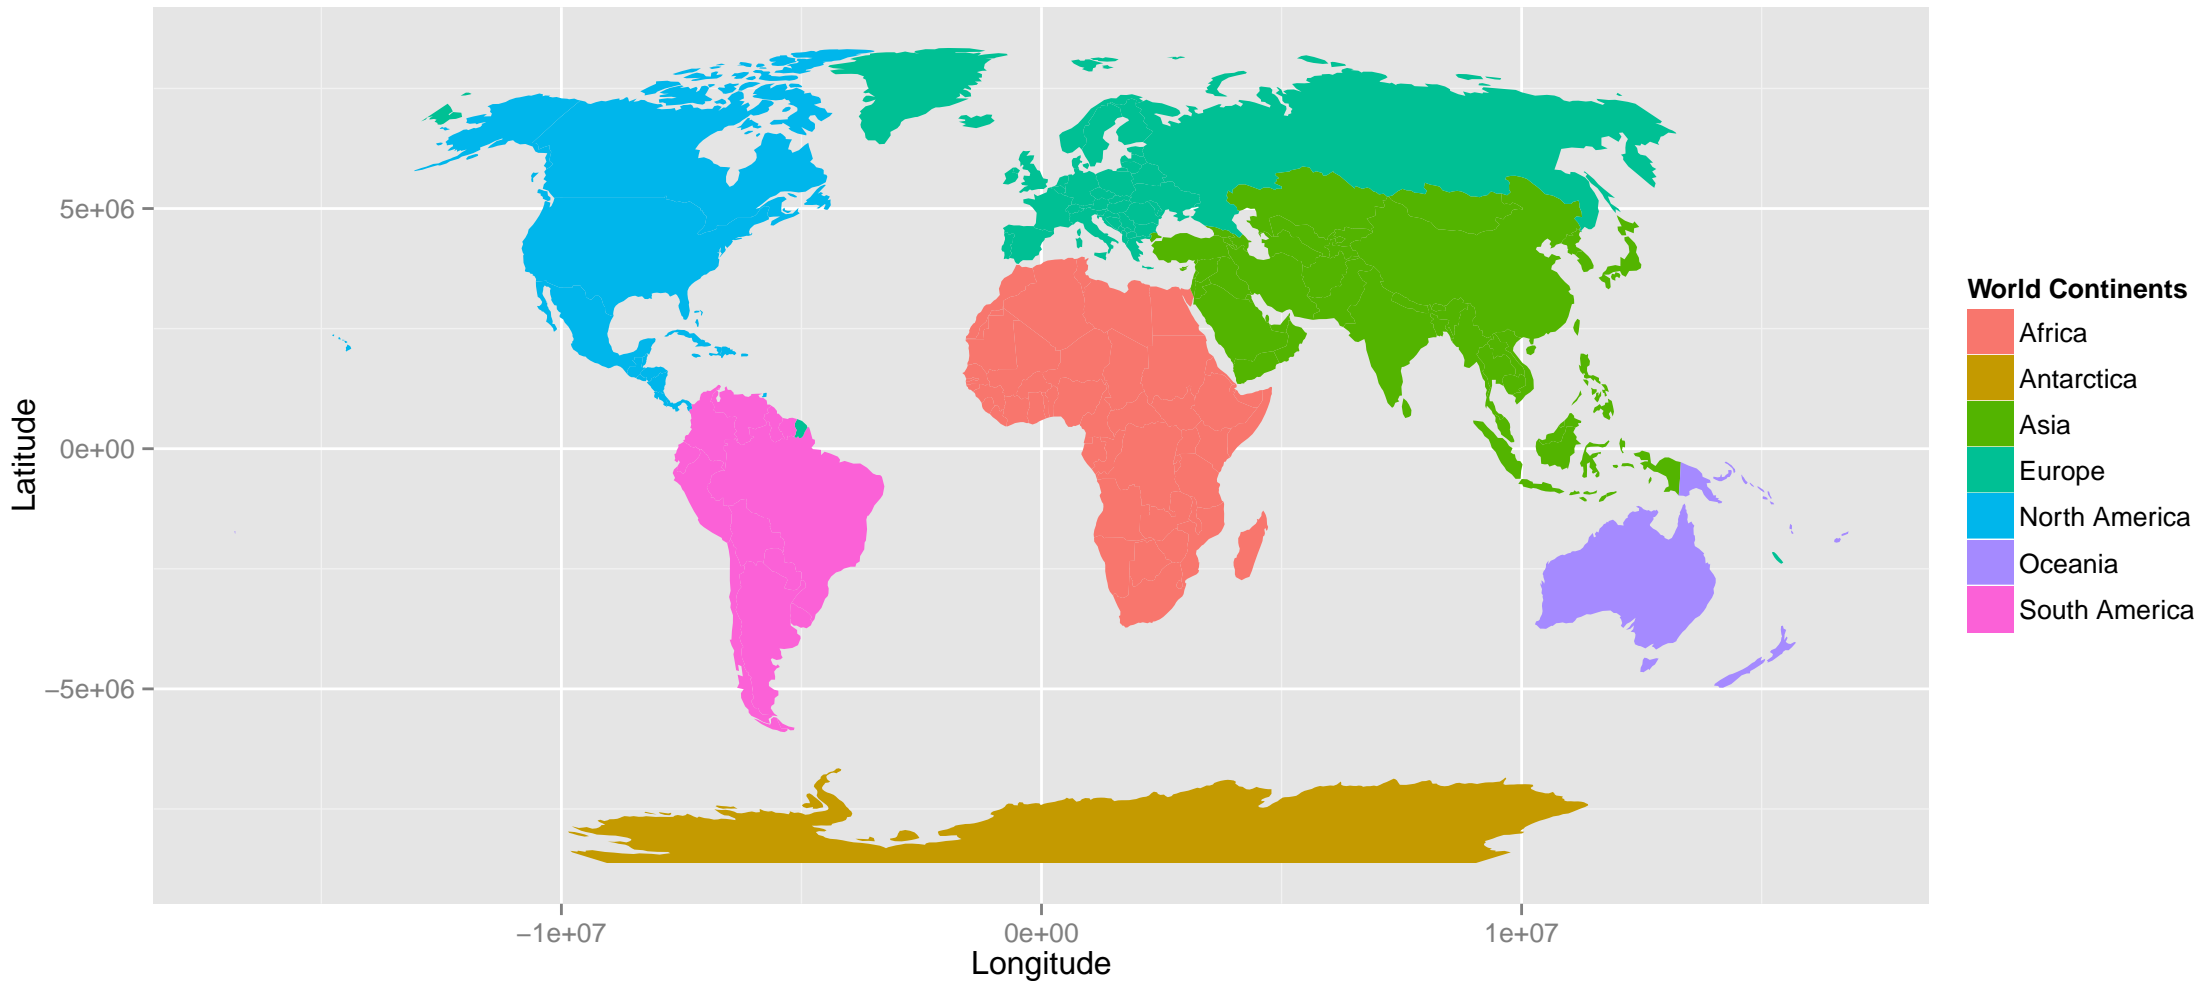 World Continents
Africa
Antarctica
Asia
Europe
North America
Oceania
South America
Latitude
5e+06
0e+00
−5e+06
−1e+07
0e+00
1e+07
Longitude